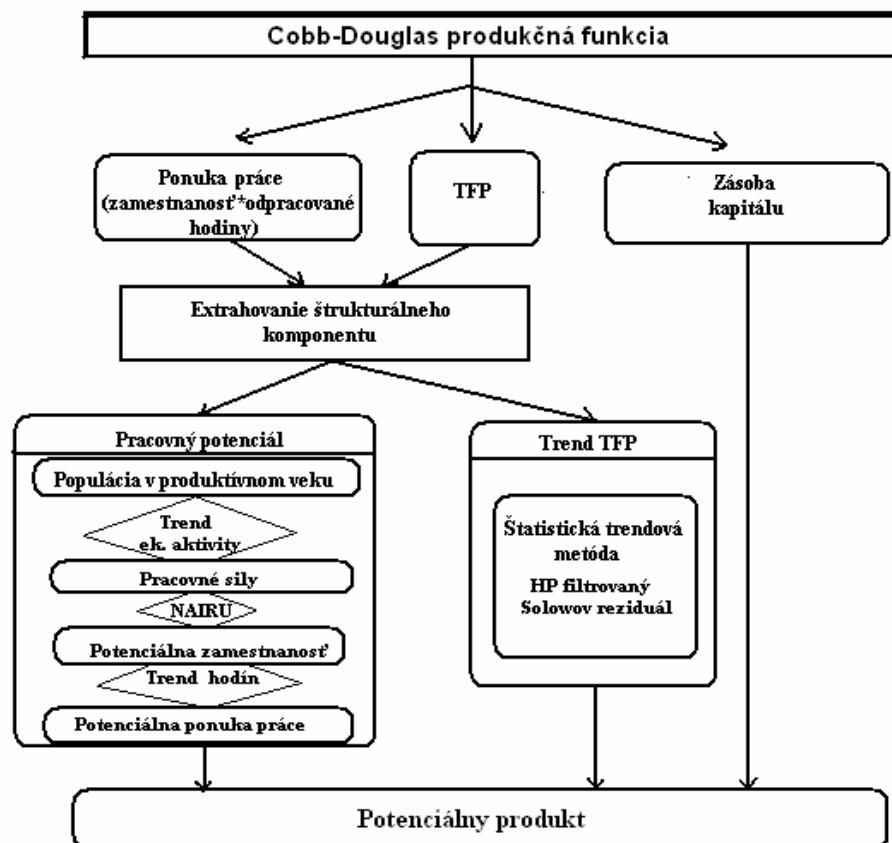 Cobb-Douglas produkčná funkcia
Ponuka práce
(zamestnanosť*odpracované
hodiny)
TFP
Zásoba
kapitálu
Extrahovanie štrukturálneho
komponentu
Pracovný potenciál
Populácia v produktívnom veku
Trend
ek. aktivity
Pracovné sily
NAIRU
Potenciálna zamestnanosť
Trend hodín
Potenciálna ponuka práce
Trend TFP
Štatistická trendová
metóda
HP filtrovaný
Solowov reziduál
Potenciálny produkt